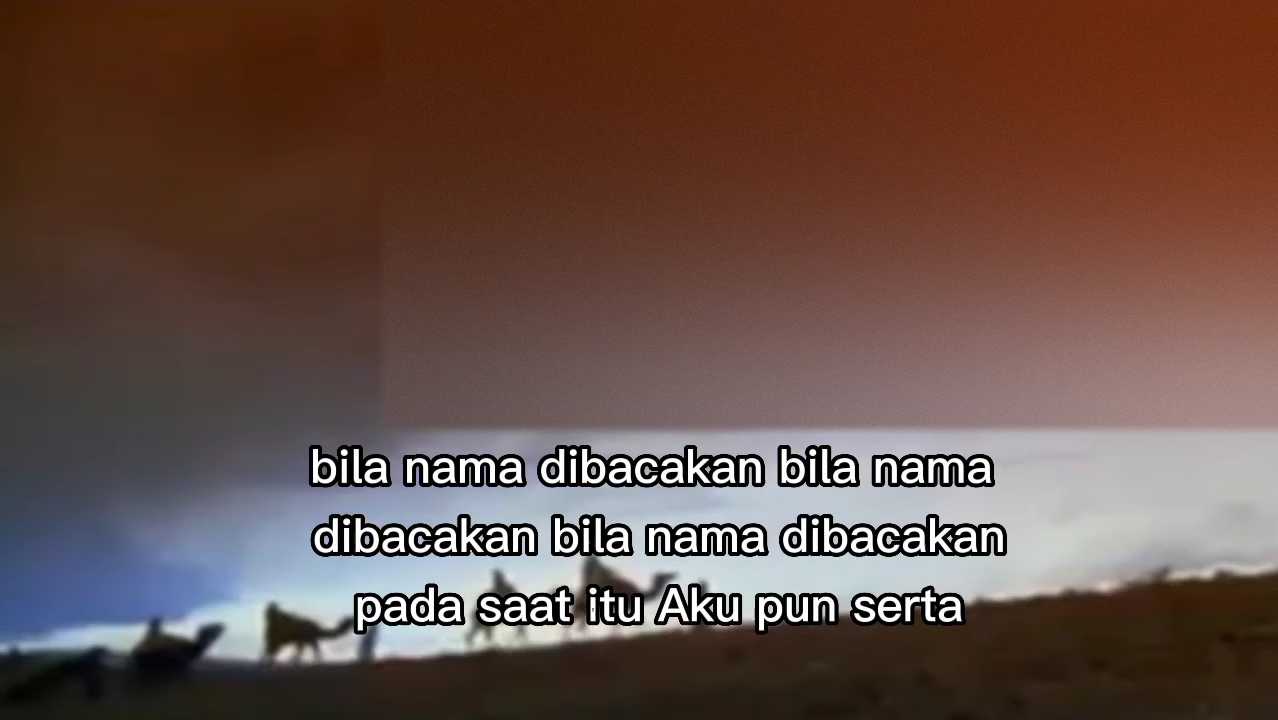 bila nama dibacakan bila nama
dibacakan bila nama dibacakan
pada saat itu Aku pun serta